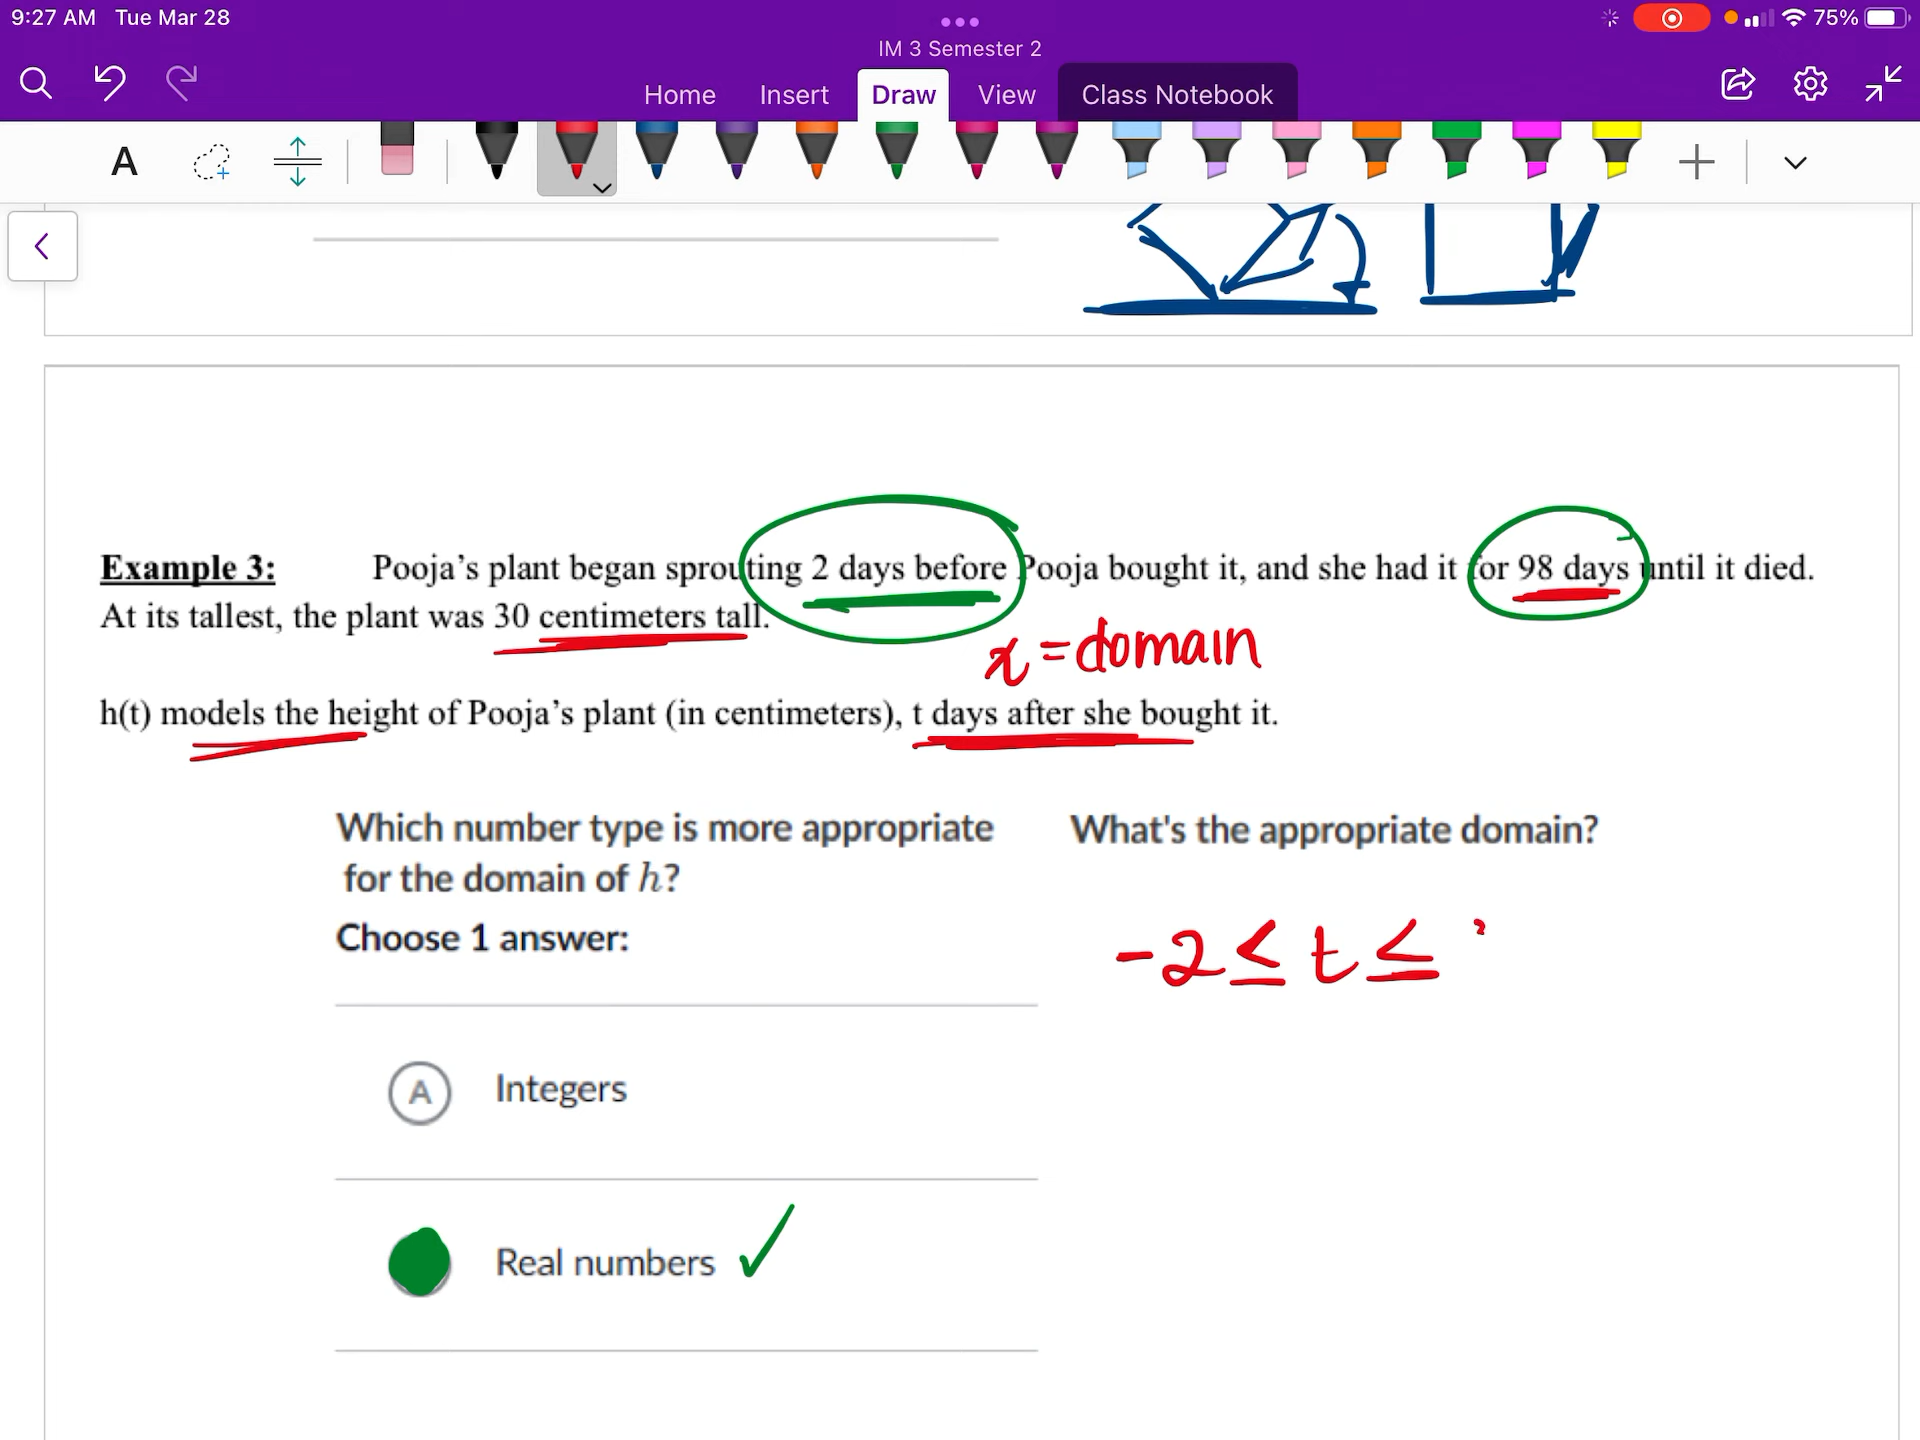 9:27 AM Tue Mar 28
75%
IM 3 Semester 2
Home Insert Draw View Class Notebook
A
Example 3: Pooja's plant began sprouting 2 days before Pooja bought it, and she had it for 98 days until it died.
At its tallest, the plant was 30 centimeters tall.
x = domain
h(t) models the height of Pooja's plant (in centimeters), t days after she bought it.
Which number type is more appropriate
for the domain of h?
Choose 1 answer:
What's the appropriate domain?
-2 ≤ t ≤
A Integers
Real numbers